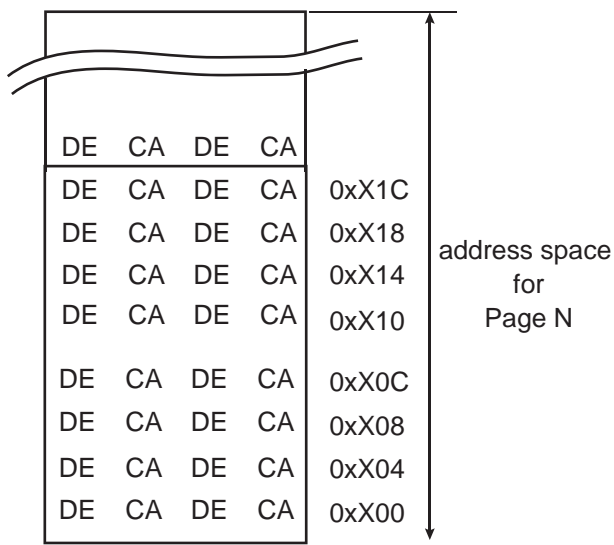 DE CA DE CA
DE CA DE CA 0xX1C
DE CA DE CA 0xX18
DE CA DE CA 0xX14
DE CA DE CA 0xX10
DE CA DE CA 0xX0C
DE CA DE CA 0xX08
DE CA DE CA 0xX04
DE CA DE CA 0xX00
address space
for
Page N